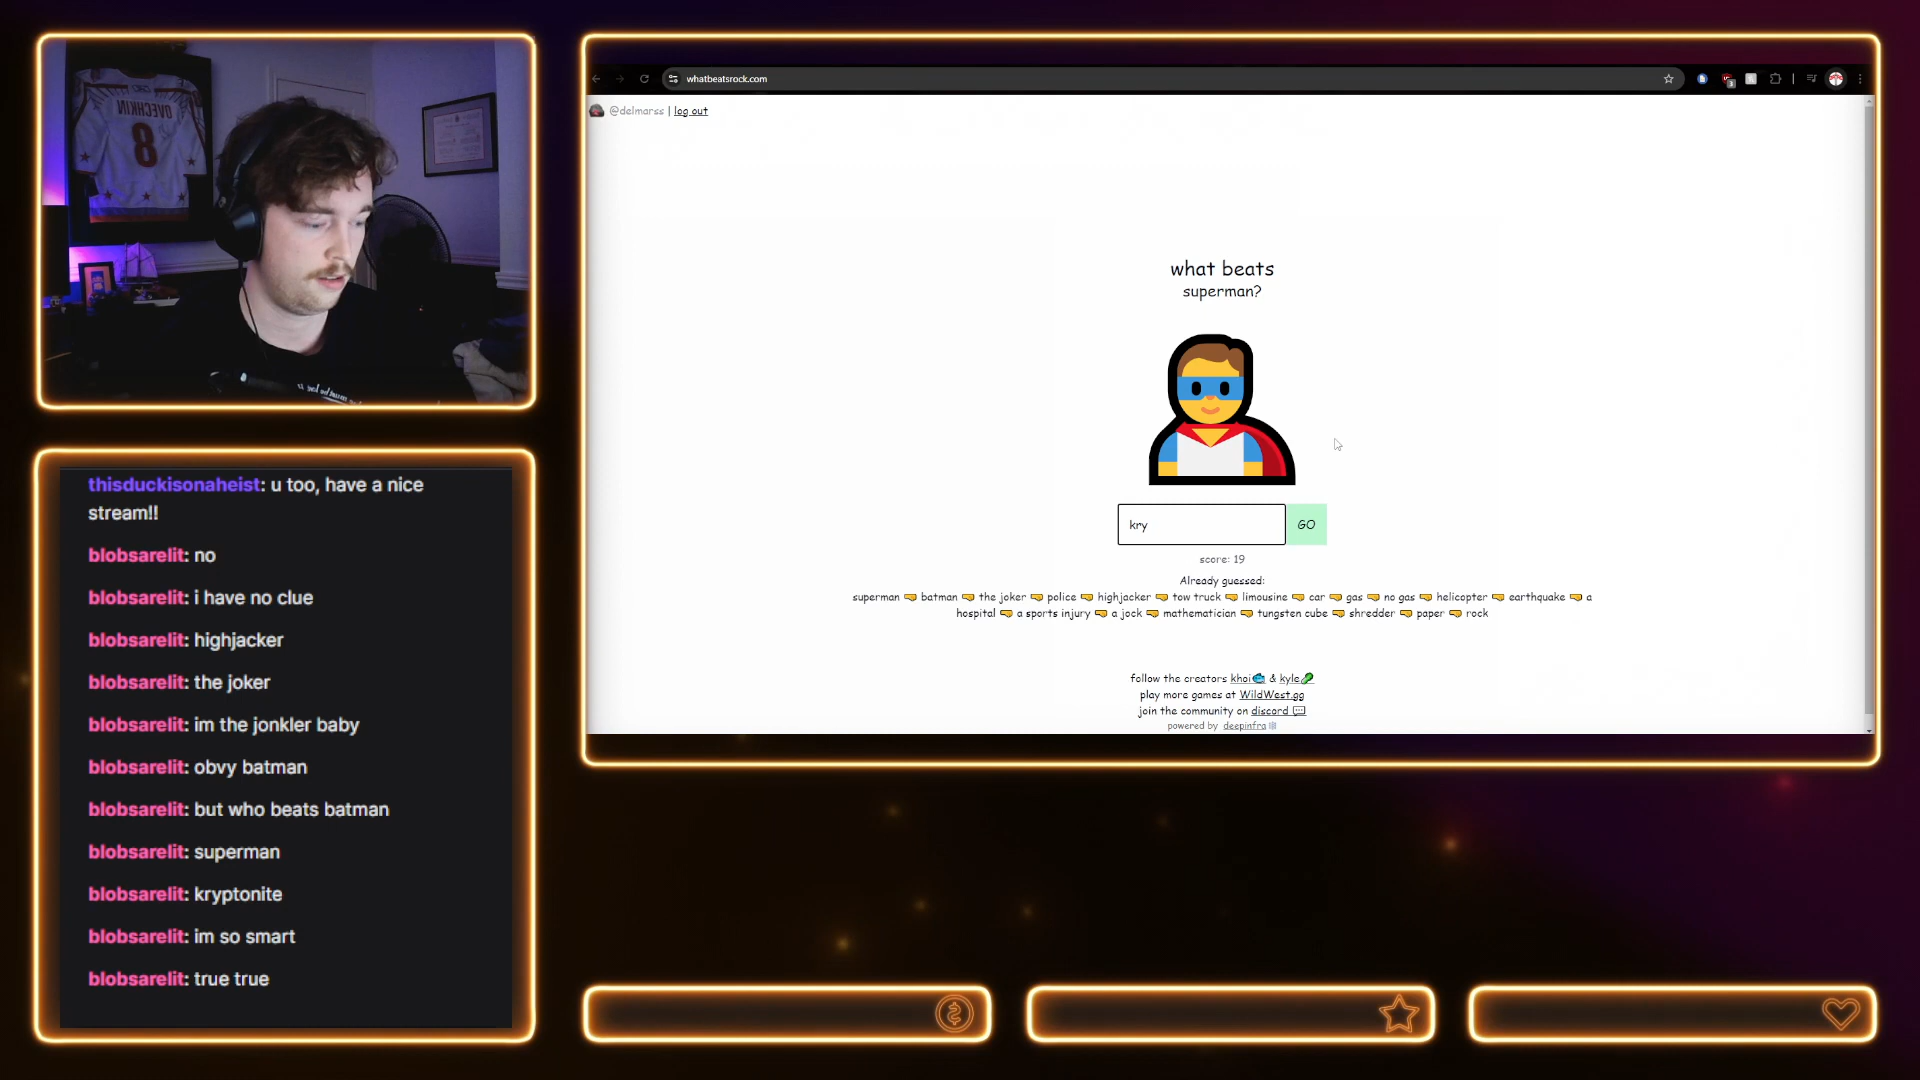 OVECHKIN
8
thisduckisonaheist: u too, have a nice
stream!!
blobsarelit: no
blobsarelit: i have no clue
blobsarelit: highjacker
blobsarelit: the joker
blobsarelit: im the jonkler baby
blobsarelit: obvy batman
blobsarelit: but who beats batman
blobsarelit: superman
blobsarelit: kryptonite
blobsarelit: im so smart
blobsarelit: true true
whatbeatsrock.com
@delmarss | log out
what beats
superman?
kry
GO
score: 19
Already guessed:
superman 🤜 batman 🤜 the joker 🤜 police 🤜 highjacker 🤜 tow truck 🤜 limousine 🤜 car 🤜 gas 🤜 no gas 🤜 helicopter 🤜 earthquake 🤜 a
hospital 🤜 a sports injury 🤜 a jock 🤜 mathematician 🤜 tungsten cube 🤜 shredder 🤜 paper 🤜 rock
follow the creators khoi & kyle
play more games at WildWest.gg
join the community on discord
powered by deepinfra